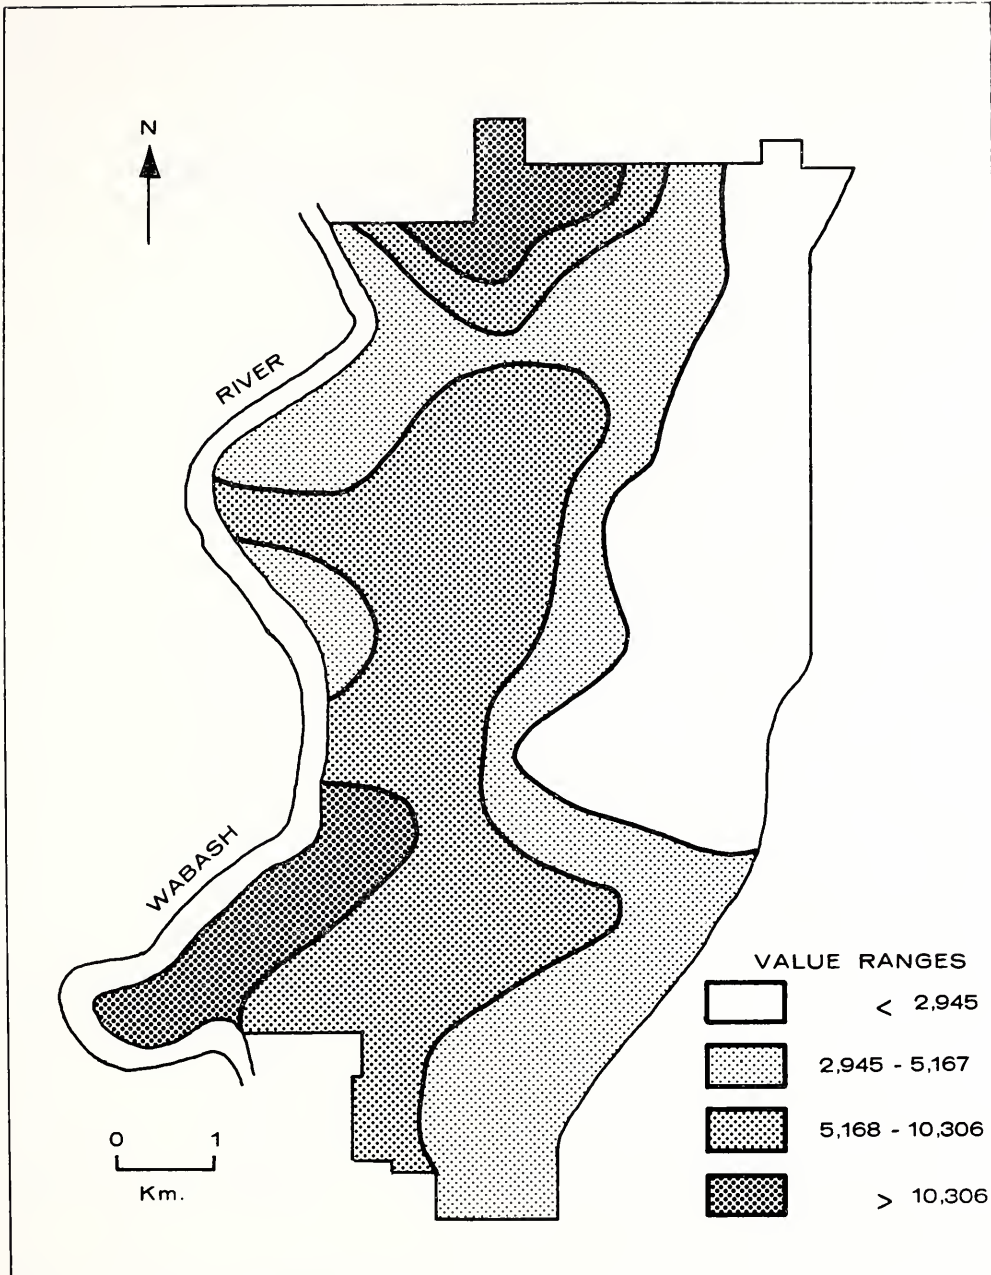 N
RIVER
WABASH
VALUE RANGES
< 2,945
2,945 - 5,167
5,168 - 10,306
> 10,306
0 1
Km.